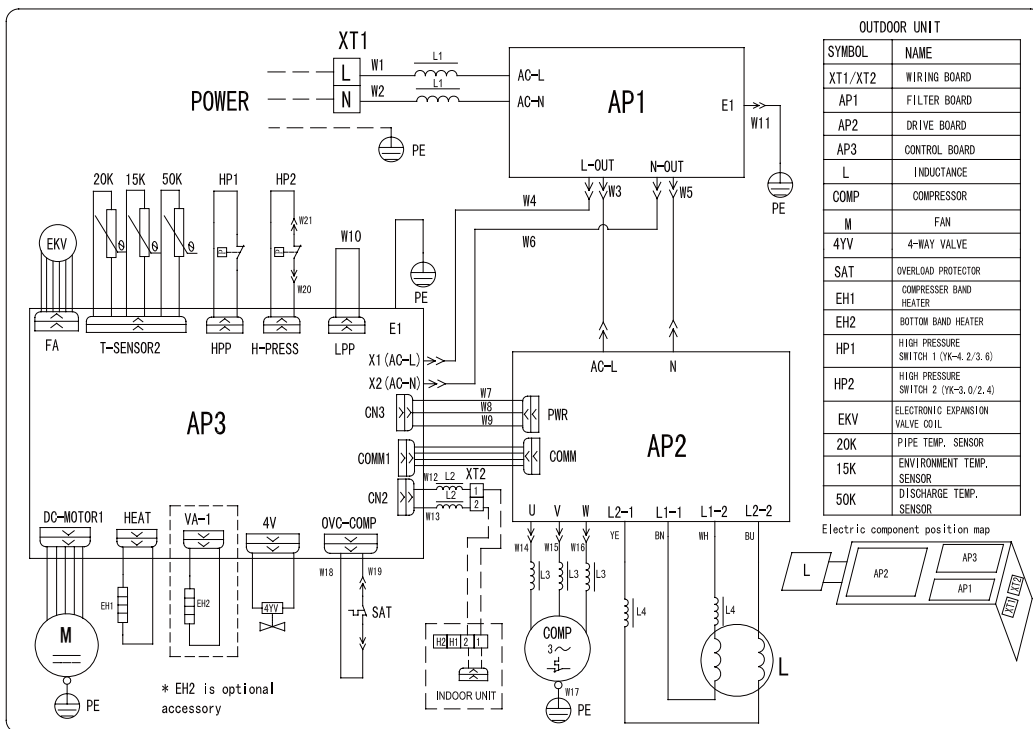 OUTDOOR UNIT
SYMBOL NAME
XT1/XT2 WIRING BOARD
AP1 FILTER BOARD
AP2 DRIVE BOARD
AP3 CONTROL BOARD
L INDUCTANCE
COMP COMPRESSOR
M FAN
4YV 4-WAY VALVE
SAT OVERLOAD PROTECTOR
EH1 COMPRESSER BAND
HEATER
EH2 BOTTOM BAND HEATER
HP1 HIGH PRESSURE
SWITCH 1 (YK-4.2/3.6)
HP2 HIGH PRESSURE
SWITCH 2 (YK-3.0/2.4)
EKV ELECTRONIC EXPANSION
VALVE COIL
20K PIPE TEMP. SENSOR
15K ENVIRONMENT TEMP.
SENSOR
50K DISCHARGE TEMP.
SENSOR
Electric component position map
L AP2 AP3
AP1 XT1 XT2
XT1
POWER
L W1 L1 AC-L
N W2 L1 AC-N
AP1
E1
W11
PE
PE
L-OUT N-OUT
W4 W3 W5
W6
20K 15K 50K HP1 HP2
W21
W20
W10
EKV
θ θ θ
P P
PE
FA T-SENSOR2 HPP H-PRESS LPP E1
X1(AC-L)
X2(AC-N)
AP3
CN3 W7 PWR
W8
W9
COMM1 COMM
CN2 W12 L2 XT2
1
W13 L2 2
AC-L N
AP2
U V W L2-1 L1-1 L1-2 L2-2
W14 W15 W16 YE BN WH BU
L3 L3 L3
L4 L4
COMP
3~
W17
PE
L
DC-MOTOR1 HEAT VA-1 4V OVC-COMP
W18 W19
EH1 EH2 4YV SAT
M
PE
H2 H1 2 1
INDOOR UNIT
* EH2 is optional
accessory